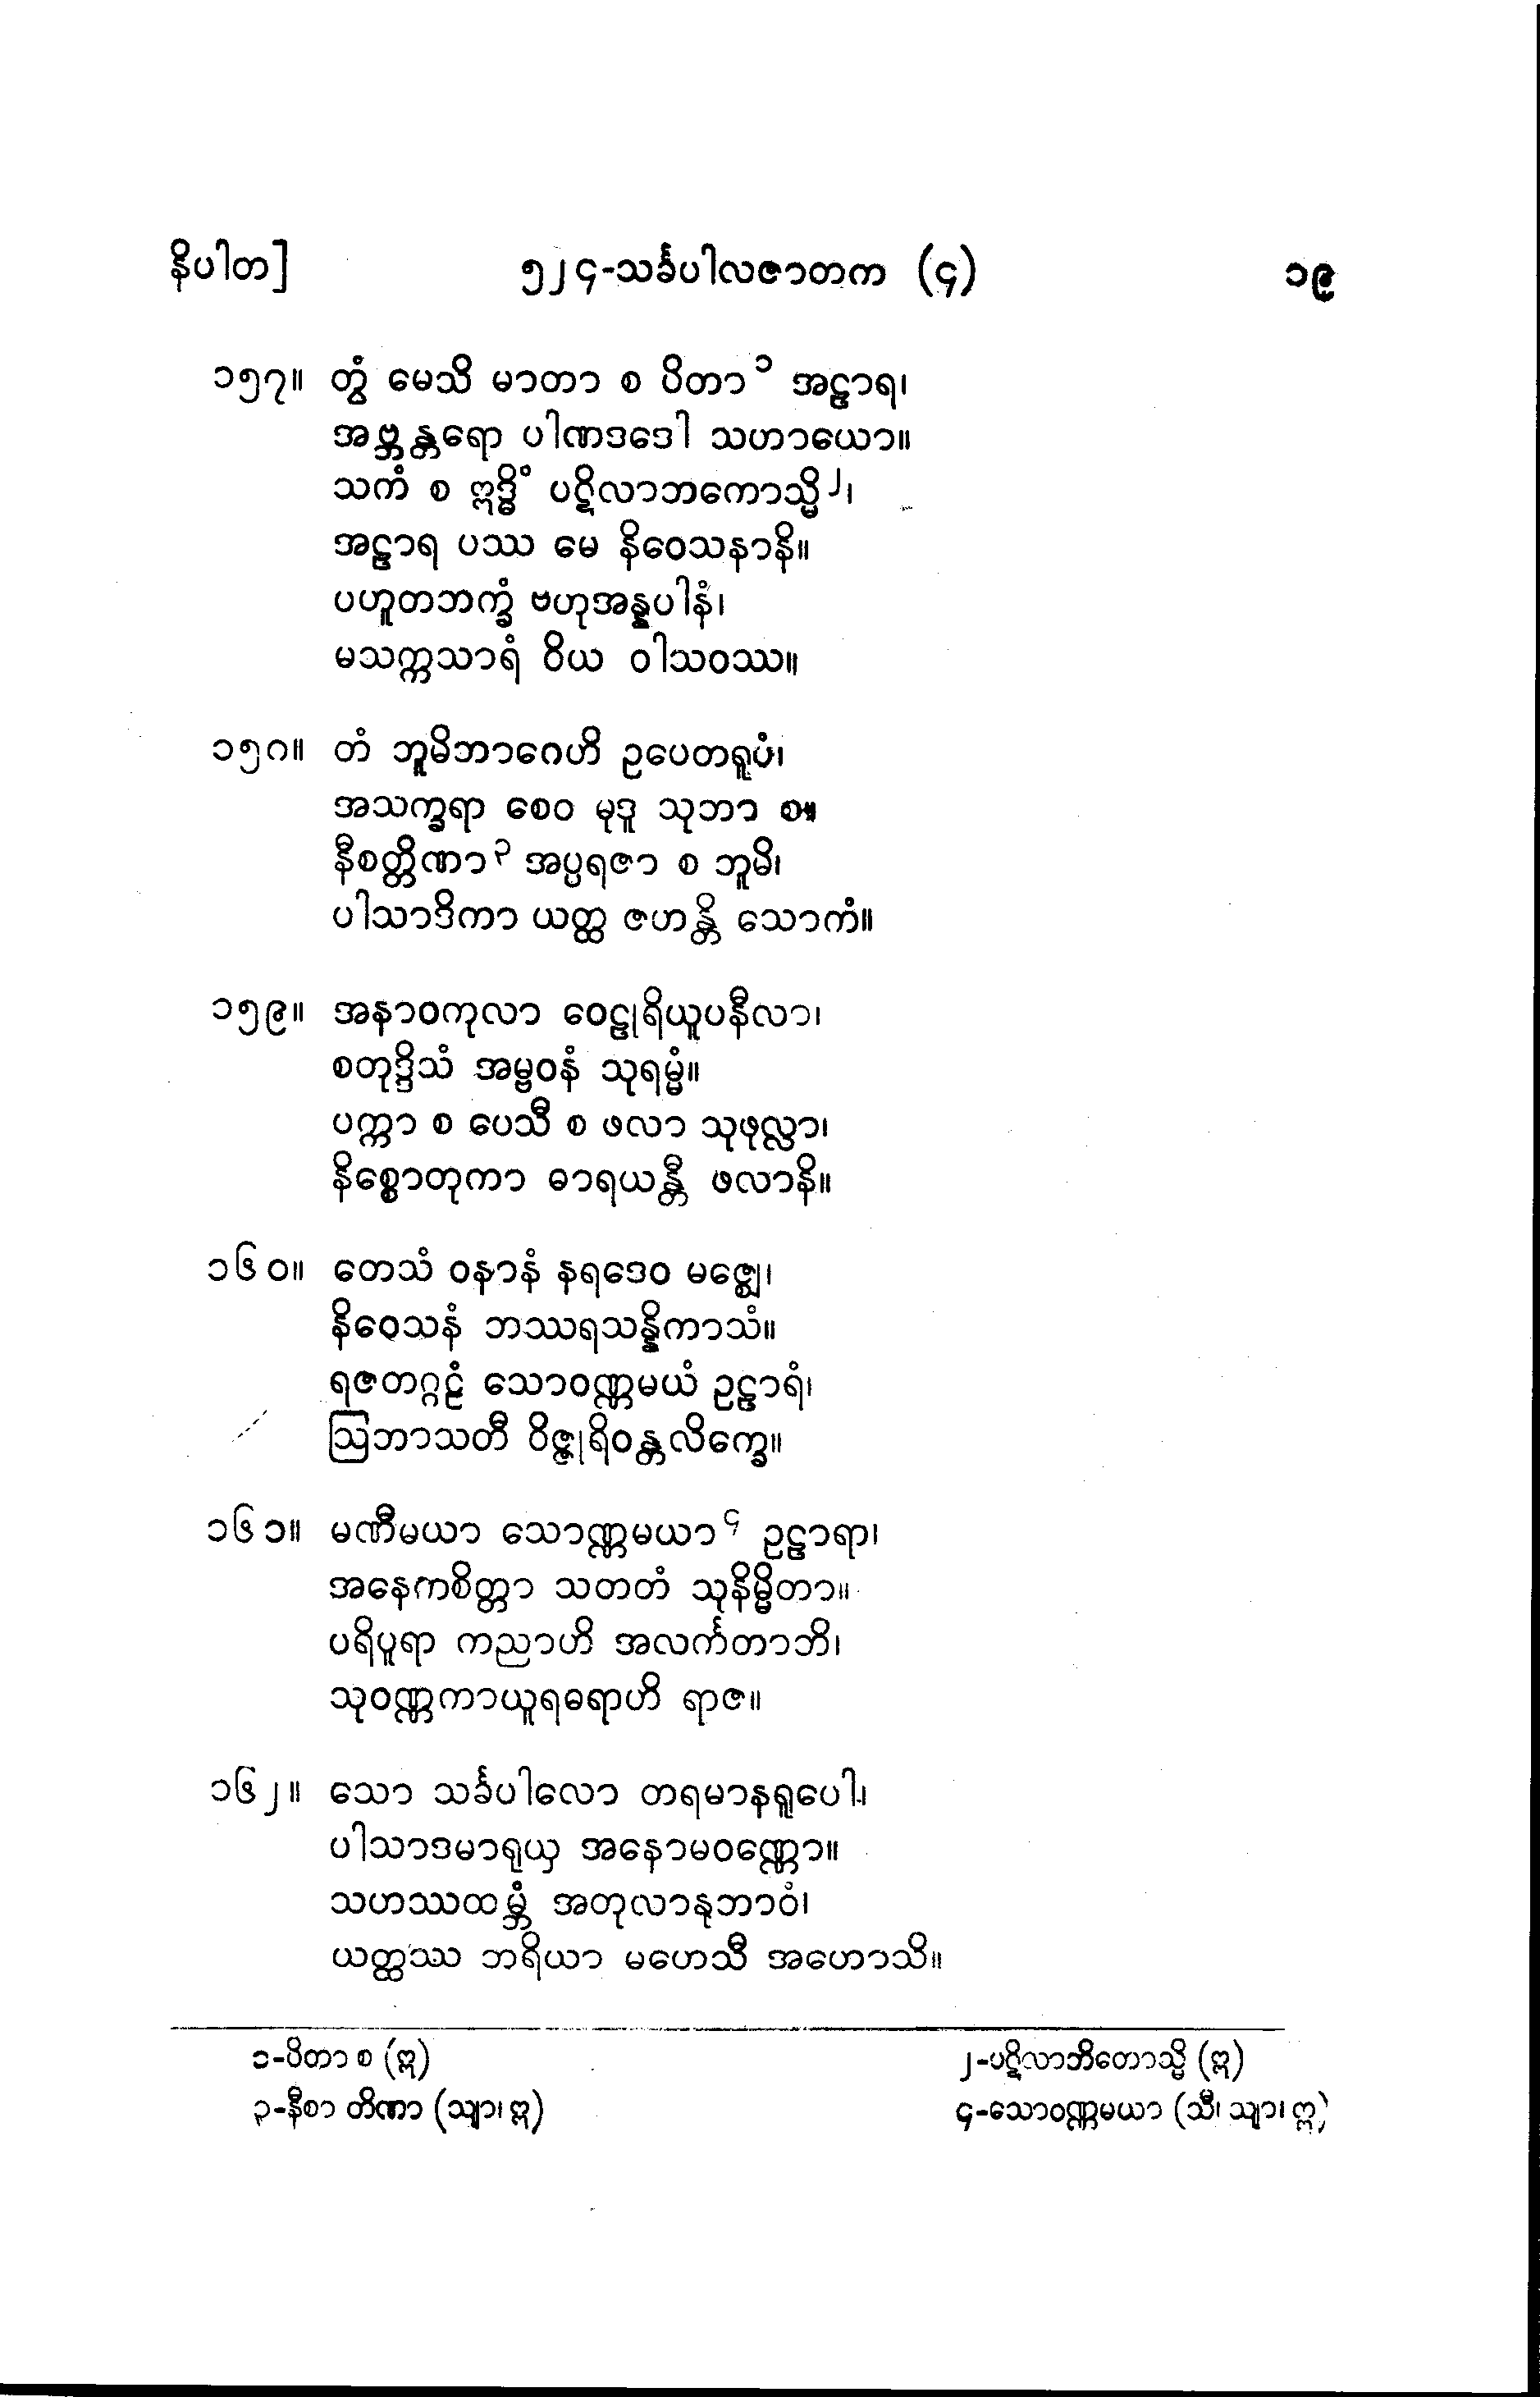 နိပါတ]	၅၂၄-သင်္ခပါလဇာတက (၄)	၁၉
၁၅၇။ တွံ မေသိ မာတာ စ ပိတာ၁ အဠာရ၊
အဗ္ဘန္တရော ပါဏဒဒေါ သဟာယော။
သကံ စ ဣဒ္ဓိံ ပဋိလာဘကောသ္မိ၂၊
အဠာရ ပဿ မေ နိဝေသနာနိ။
ပဟူတဘက္ခံ ဗဟုအန္နပါနံ၊
မသက္ကသာရံ ဝိယ ဝါသဝဿ။
၁၅၈။ တံ ဘူမိဘာဂေဟိ ဥပေတရူပံ၊
အသက္ခရာ စေဝ မုဒူ သုဘာ စ။
နီစတ္တိဏာ၃ အပ္ပရဇာ စ ဘူမိ၊
ပါသာဒိကာ ယတ္ထ ဇဟန္တိ သောကံ။
၁၅၉။ အနာဝကုလာ ဝေဠုရိယူပနီလာ၊
စတုဒ္ဒိသံ အမ္ဗဝနံ သုရမ္မံ။
ပက္ကာ စ ပေသီ စ ဖလာ သုဖုလ္လာ၊
နိစ္စောတုကာ ဓာရယန္တီ ဖလာနိ။
၁၆၀။ တေသံ ဝနာနံ နရဒေဝ မဇ္ဈေ၊
နိဝေသနံ ဘဿရသန္နိကာသံ။
ရဇတဂ္ဂဠံ သောဝဏ္ဏမယံ ဥဠာရံ၊
ဩဘာသတီ ဝိဇ္ဇုရိဝန္တလိက္ခေ။
၁၆၁။ မဏီမယာ သောဏ္ဏမယာ၄ ဥဠာရာ၊
အနေကစိတ္တာ သတတံ သုနိမ္မိတာ။
ပရိပူရာ ကညာဟိ အလင်္ကတာဘိ၊
သုဝဏ္ဏကာယူရဓရာဟိ ရာဇ။
၁၆၂။ သော သင်္ခပါလော တရမာနရူပေါ၊
ပါသာဒမာရုယှ အနောမဝဏ္ဏော။
သဟဿထမ္ဘံ အတုလာနုဘာဝံ၊
ယတ္ထဿ ဘရိယာ မဟေသီ အဟောသိ။
၁-ပိတာ စ (ဣ)	၂-ပဋိလာဘိတောသ္မိ (ဣ)
၃-နီစာ တိဏာ (သျာ၊ ဣ)	၄-သောဝဏ္ဏမယာ (သီ၊ သျာ၊ ဣ)